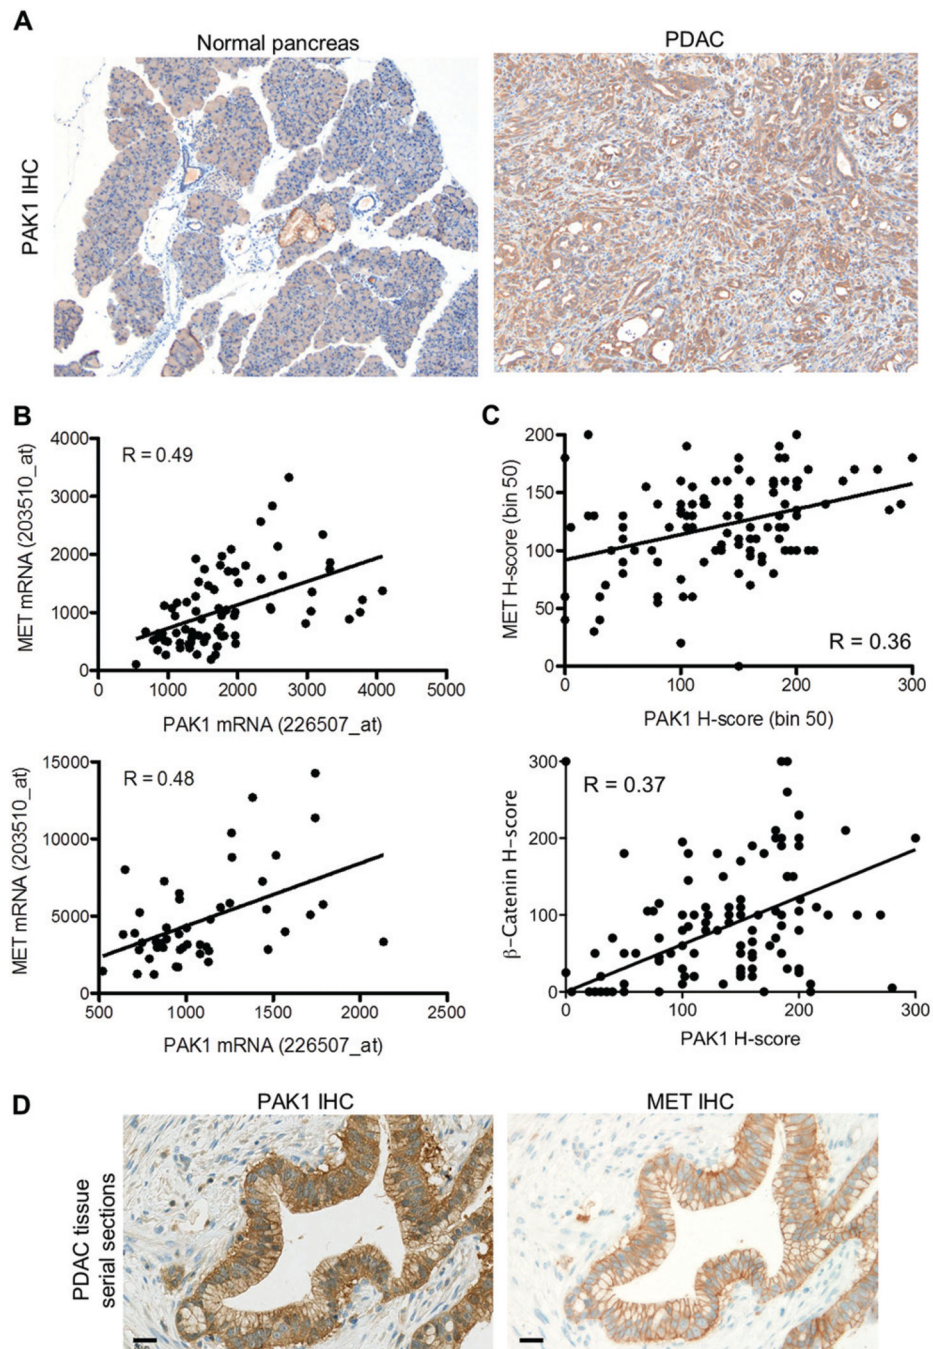 A
Normal pancreas
PDAC
PAK1 IHC
B
C
4000
3000
2000
1000
0
R = 0.49
MET mRNA (203510_at)
0 1000 2000 3000 4000 5000
PAK1 mRNA (226507_at)
200
150
100
50
0
MET H-score (bin 50)
R = 0.36
0 100 200 300
PAK1 H-score (bin 50)
15000
10000
5000
0
R = 0.48
MET mRNA (203510_at)
500 1000 1500 2000 2500
PAK1 mRNA (226507_at)
300
200
100
0
R = 0.37
β-Catenin H-score
0 100 200 300
PAK1 H-score
D
PAK1 IHC
MET IHC
PDAC tissue
serial sections